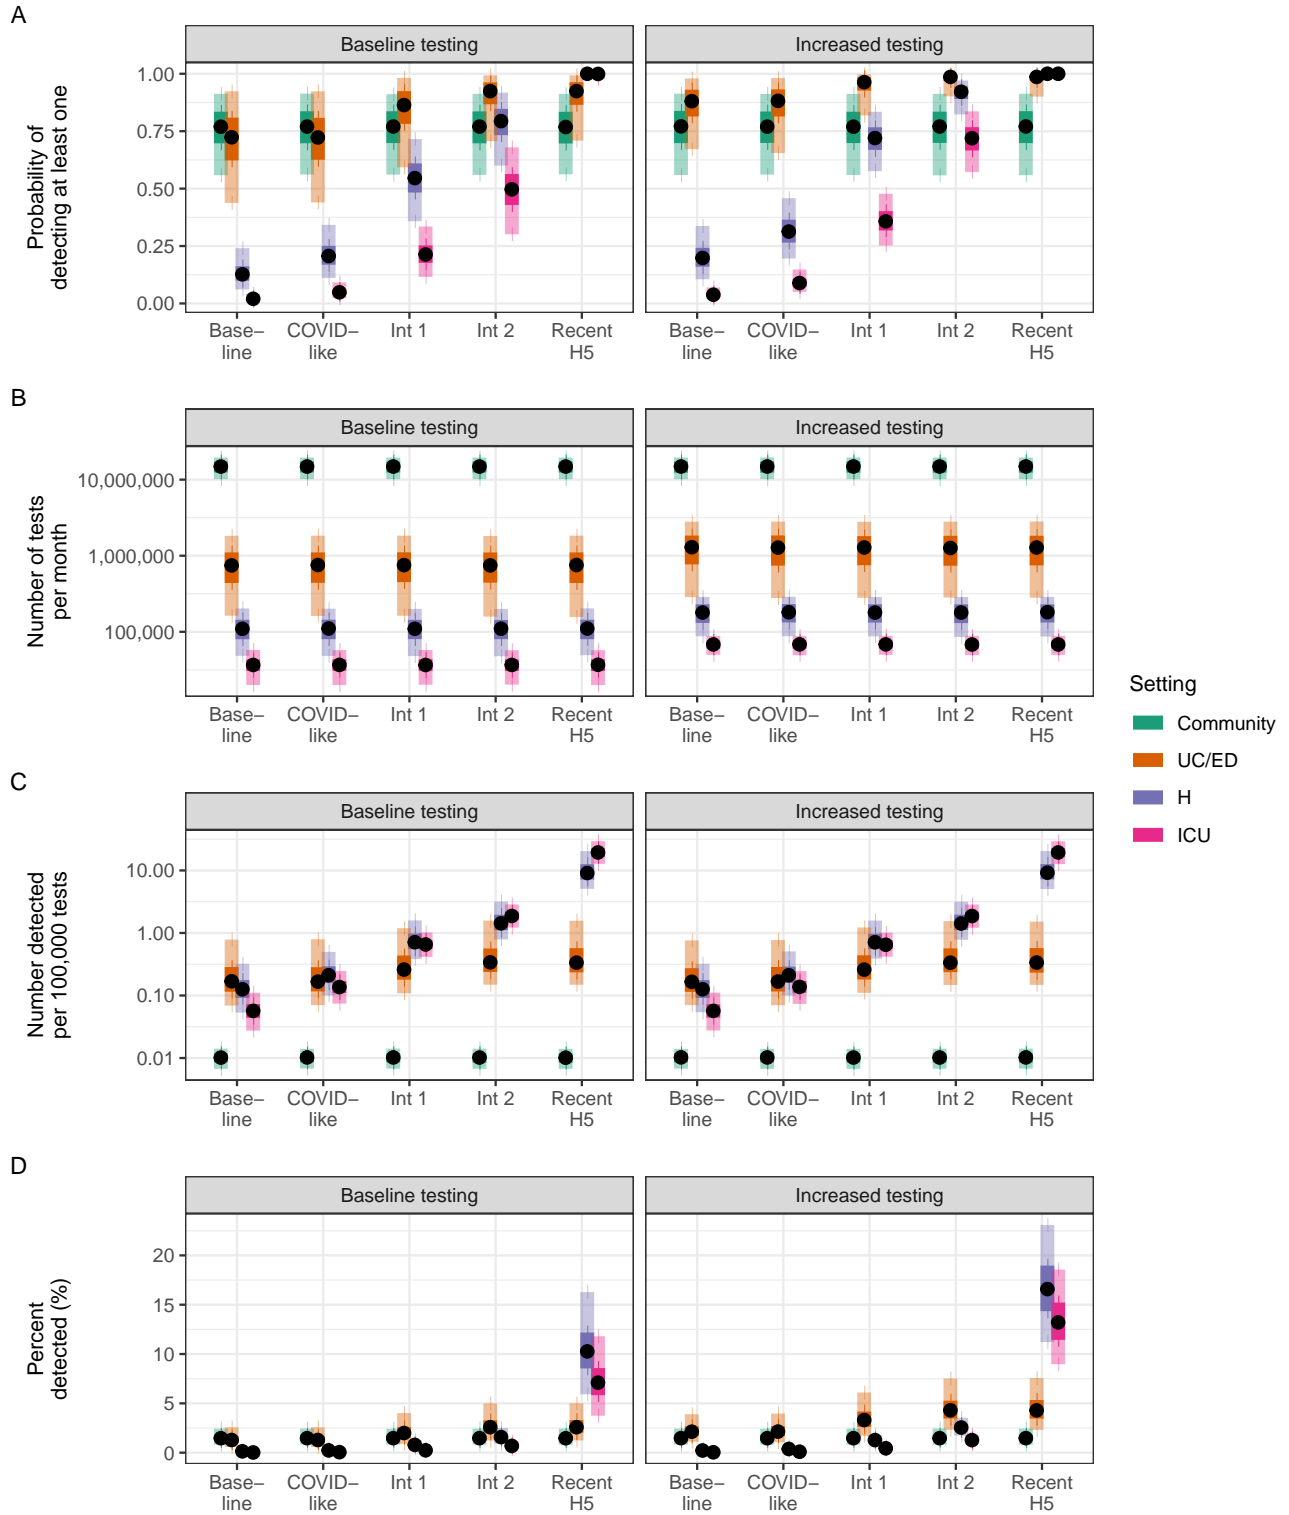 A
Baseline testing
Increased testing
Probability of
detecting at least one
1.00
0.75
0.50
0.25
0.00
Base−
line
COVID−
like
Int 1
Int 2
Recent
H5
Base−
line
COVID−
like
Int 1
Int 2
Recent
H5
B
Baseline testing
Increased testing
Number of tests
per month
10,000,000
1,000,000
100,000
Base−
line
COVID−
like
Int 1
Int 2
Recent
H5
Base−
line
COVID−
like
Int 1
Int 2
Recent
H5
Setting
Community
UC/ED
H
ICU
C
Baseline testing
Increased testing
Number detected
per 100,000 tests
10.00
1.00
0.10
0.01
Base−
line
COVID−
like
Int 1
Int 2
Recent
H5
Base−
line
COVID−
like
Int 1
Int 2
Recent
H5
D
Baseline testing
Increased testing
Percent
detected (%)
20
15
10
5
0
Base−
line
COVID−
like
Int 1
Int 2
Recent
H5
Base−
line
COVID−
like
Int 1
Int 2
Recent
H5